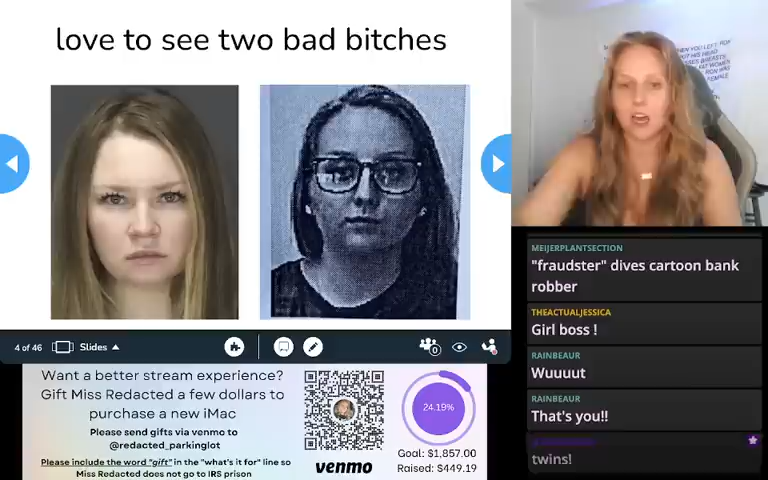 love to see two bad bitches
4 of 46
Slides
0
Want a better stream experience?
Gift Miss Redacted a few dollars to
purchase a new iMac
Please send gifts via venmo to
@redacted_parkinglot
Please include the word "gift" in the "what's it for" line so
Miss Redacted does not go to IRS prison
venmo
24.19%
Goal: $1,857.00
Raised: $449.19
MEIJERPLANTSECTION
"fraudster" dives cartoon bank
robber
THEACTUALJESSICA
Girl boss !
RAINBEAUR
Wuuuut
RAINBEAUR
That's you!!
twins!